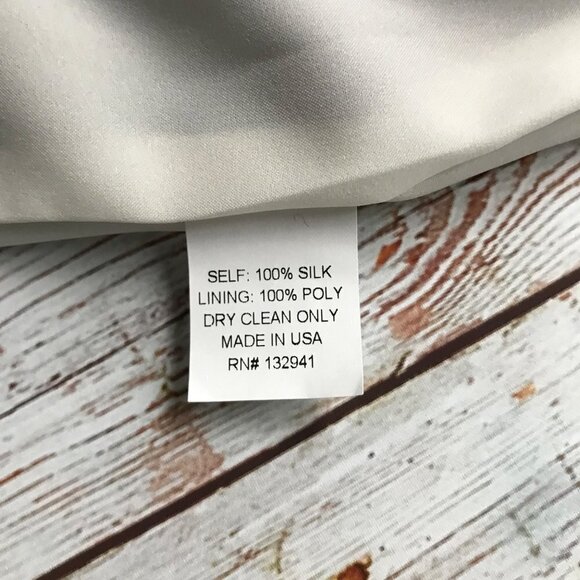 SELF: 100% SILK
LINING: 100% POLY
DRY CLEAN ONLY
MADE IN USA
RN# 132941